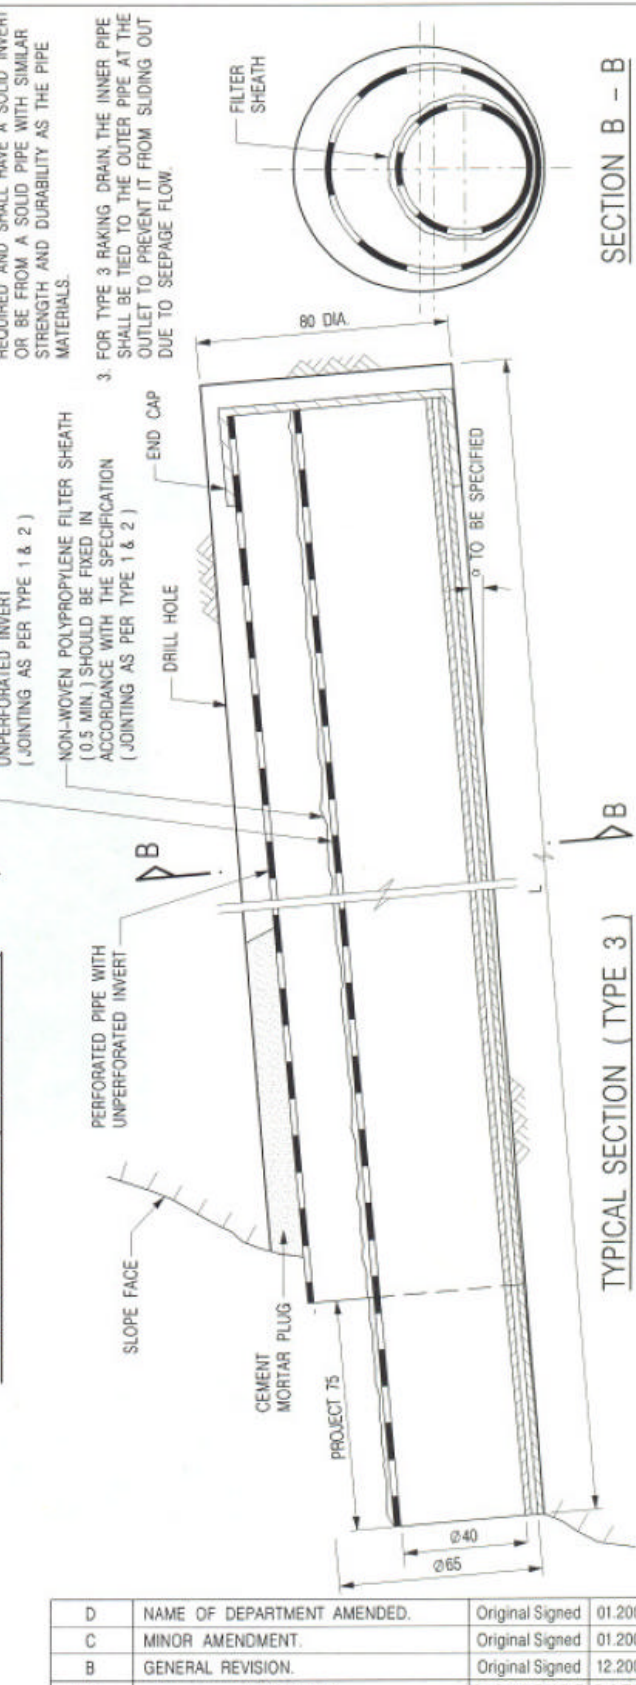 REQUIRED AND SHALL HAVE A SOLID INVERT
OR BE FROM A SOLID PIPE WITH SIMILAR
STRENGTH AND DURABILITY AS THE PIPE
MATERIALS.
3. FOR TYPE 3 RAKING DRAIN, THE INNER PIPE
SHALL BE TIED TO THE OUTER PIPE AT THE
OUTLET TO PREVENT IT FROM SLIDING OUT
DUE TO SEEPAGE FLOW.
FILTER
SHEATH
SECTION B - B
UNPERFORATED INVERT
( JOINTING AS PER TYPE 1 & 2 )
NON-WOVEN POLYPROPYLENE FILTER SHEATH
( 0.5 MIN. ) SHOULD BE FIXED IN
ACCORDANCE WITH THE SPECIFICATION
( JOINTING AS PER TYPE 1 & 2 )
END CAP
80 DIA.
DRILL HOLE
α TO BE SPECIFIED
B
B
L
PERFORATED PIPE WITH
UNPERFORATED INVERT
SLOPE FACE
CEMENT
MORTAR PLUG
PROJECT 75
Ø40
Ø65
TYPICAL SECTION ( TYPE 3 )
D NAME OF DEPARTMENT AMENDED. Original Signed
C MINOR AMENDMENT. Original Signed
B GENERAL REVISION. Original Signed